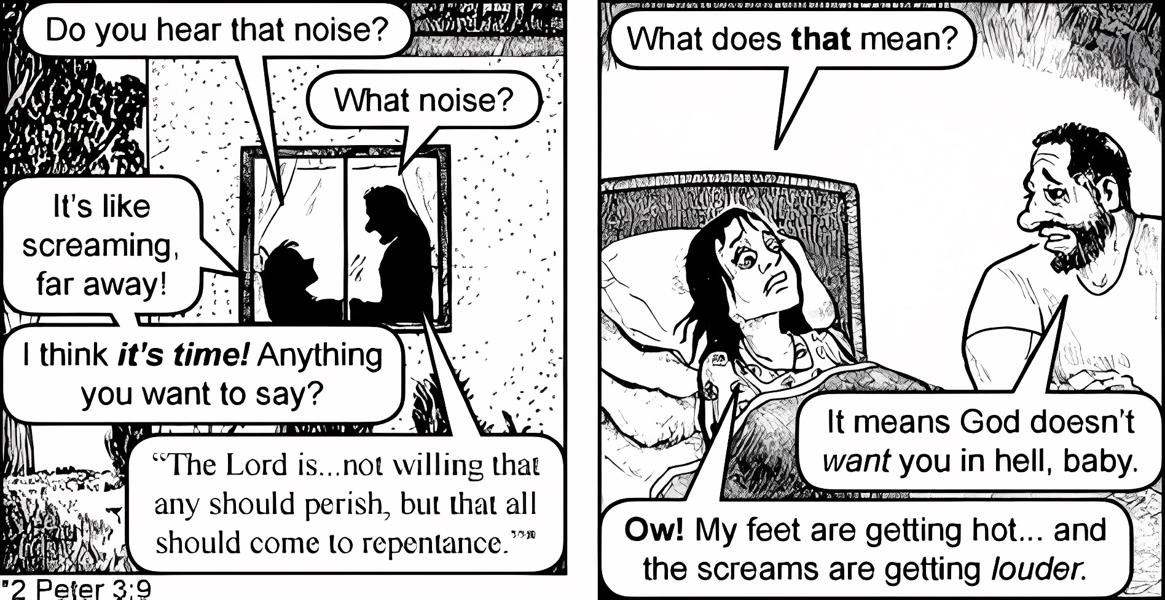 Do you hear that noise?
What noise?
It's like
screaming,
far away!
I think it's time! Anything
you want to say?
“The Lord is...not willing that
any should perish, but that all
should come to repentance.”
"2 Peter 3:9
What does that mean?
It means God doesn't
want you in hell, baby.
Ow! My feet are getting hot... and
the screams are getting louder.